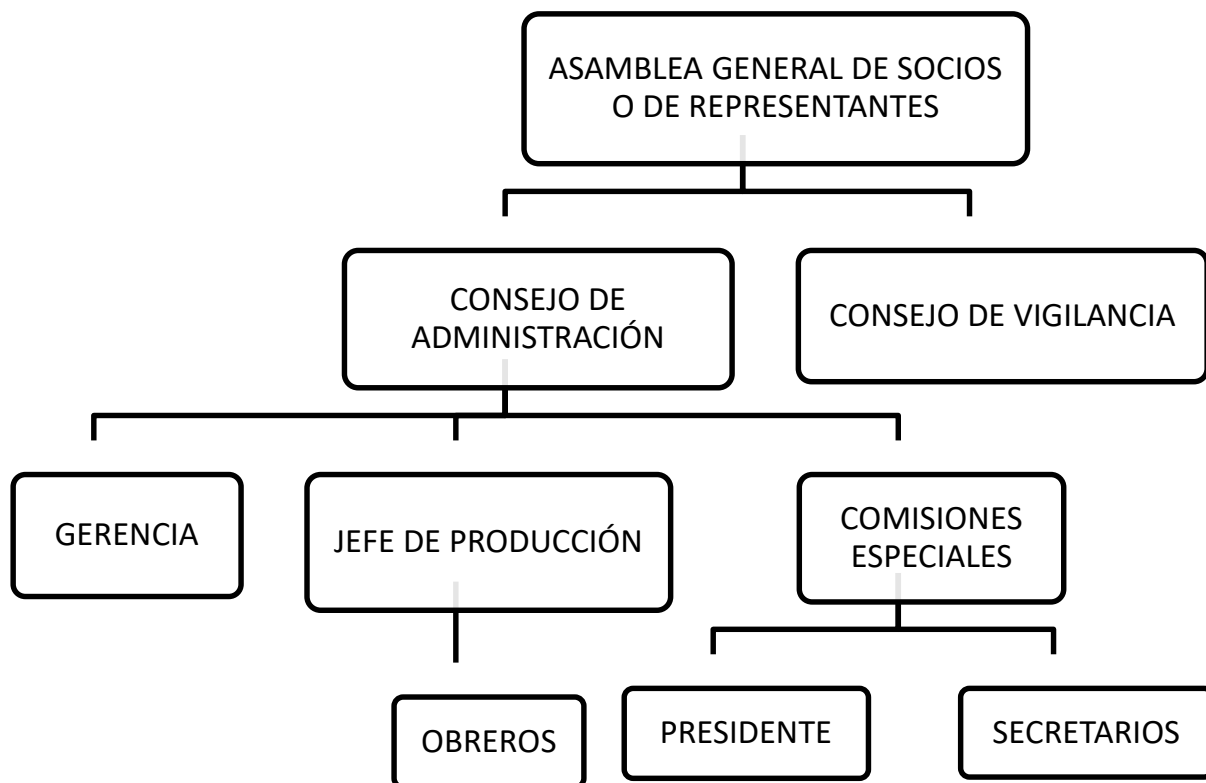 ASAMBLEA GENERAL DE SOCIOS
O DE REPRESENTANTES
CONSEJO DE
ADMINISTRACIÓN
CONSEJO DE VIGILANCIA
GERENCIA
JEFE DE PRODUCCIÓN
COMISIONES
ESPECIALES
OBREROS
PRESIDENTE
SECRETARIOS